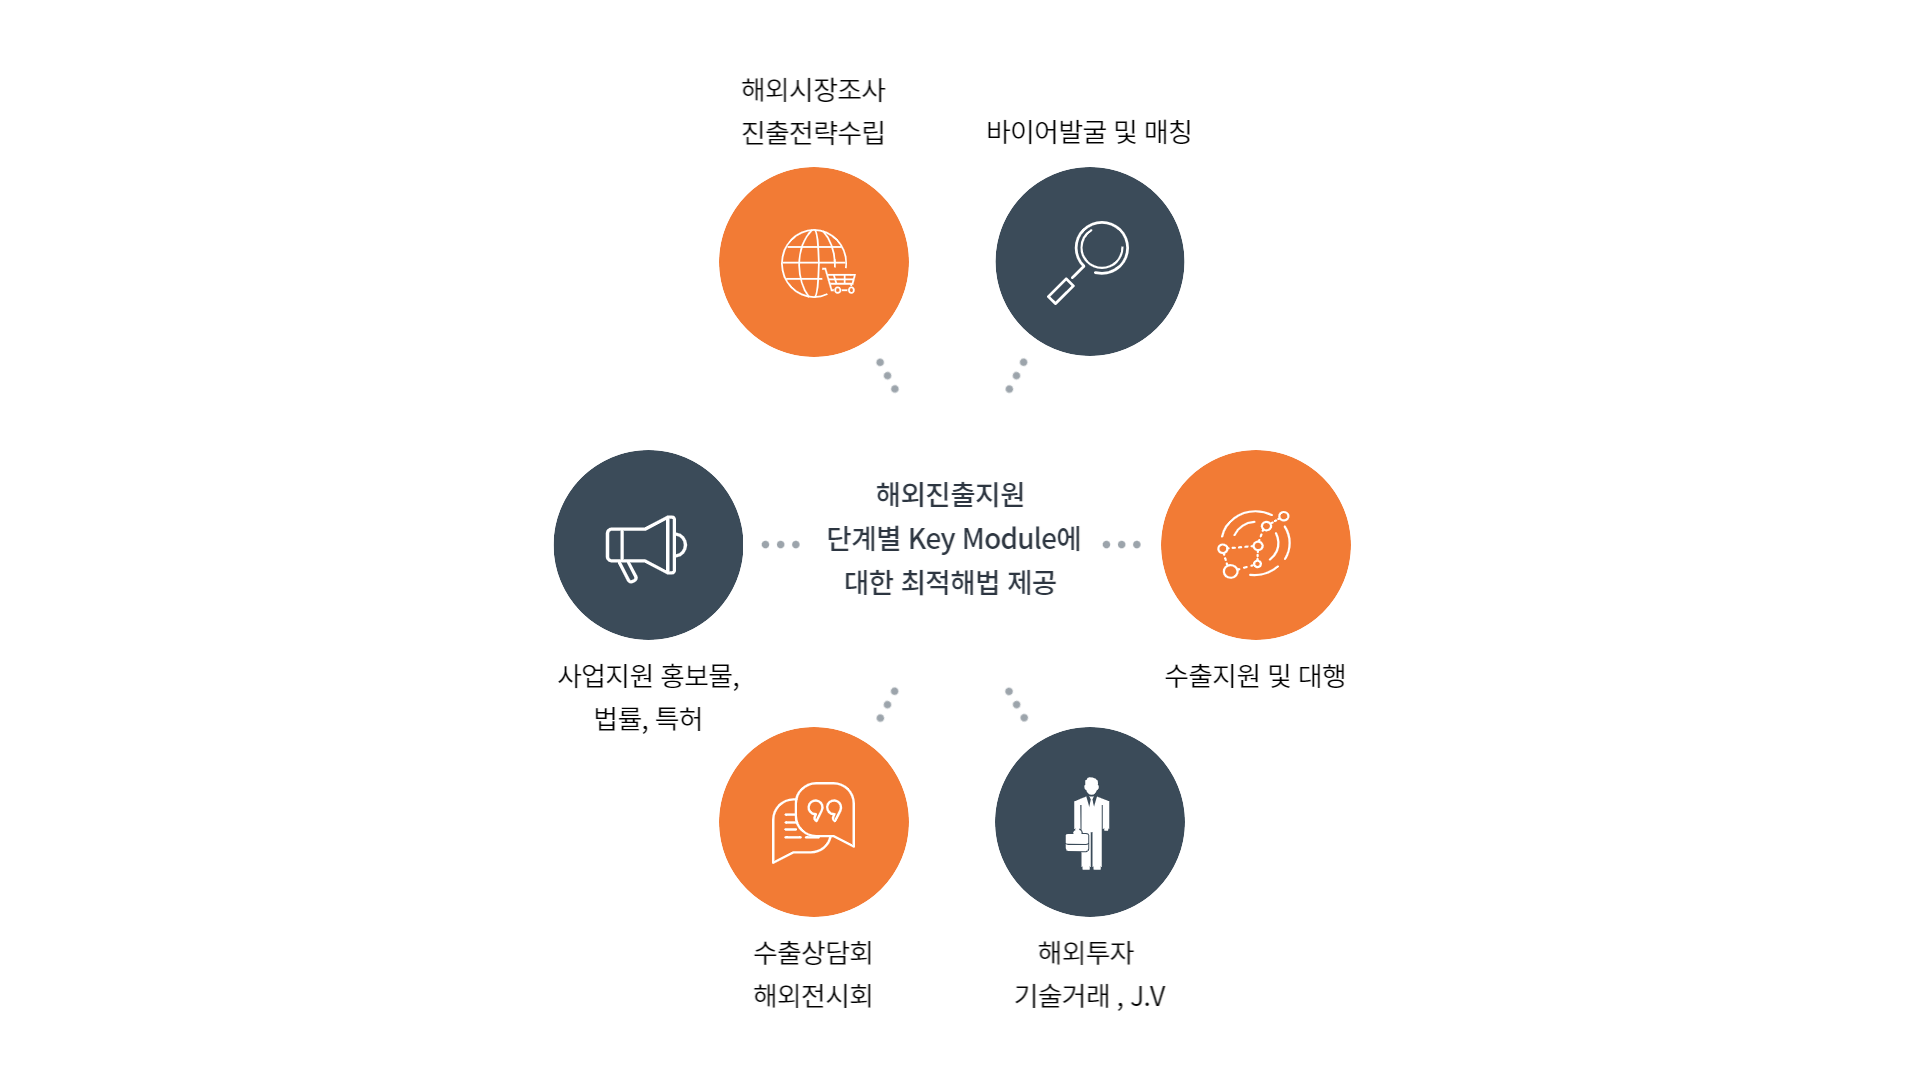 해외시장조사
진출전략수립
바이어발굴 및 매칭
해외진출지원
단계별 Key Module에
대한 최적해법 제공
사업지원 홍보물,
법률, 특허
수출지원 및 대행
수출상담회
해외전시회
해외투자
기술거래 , J.V